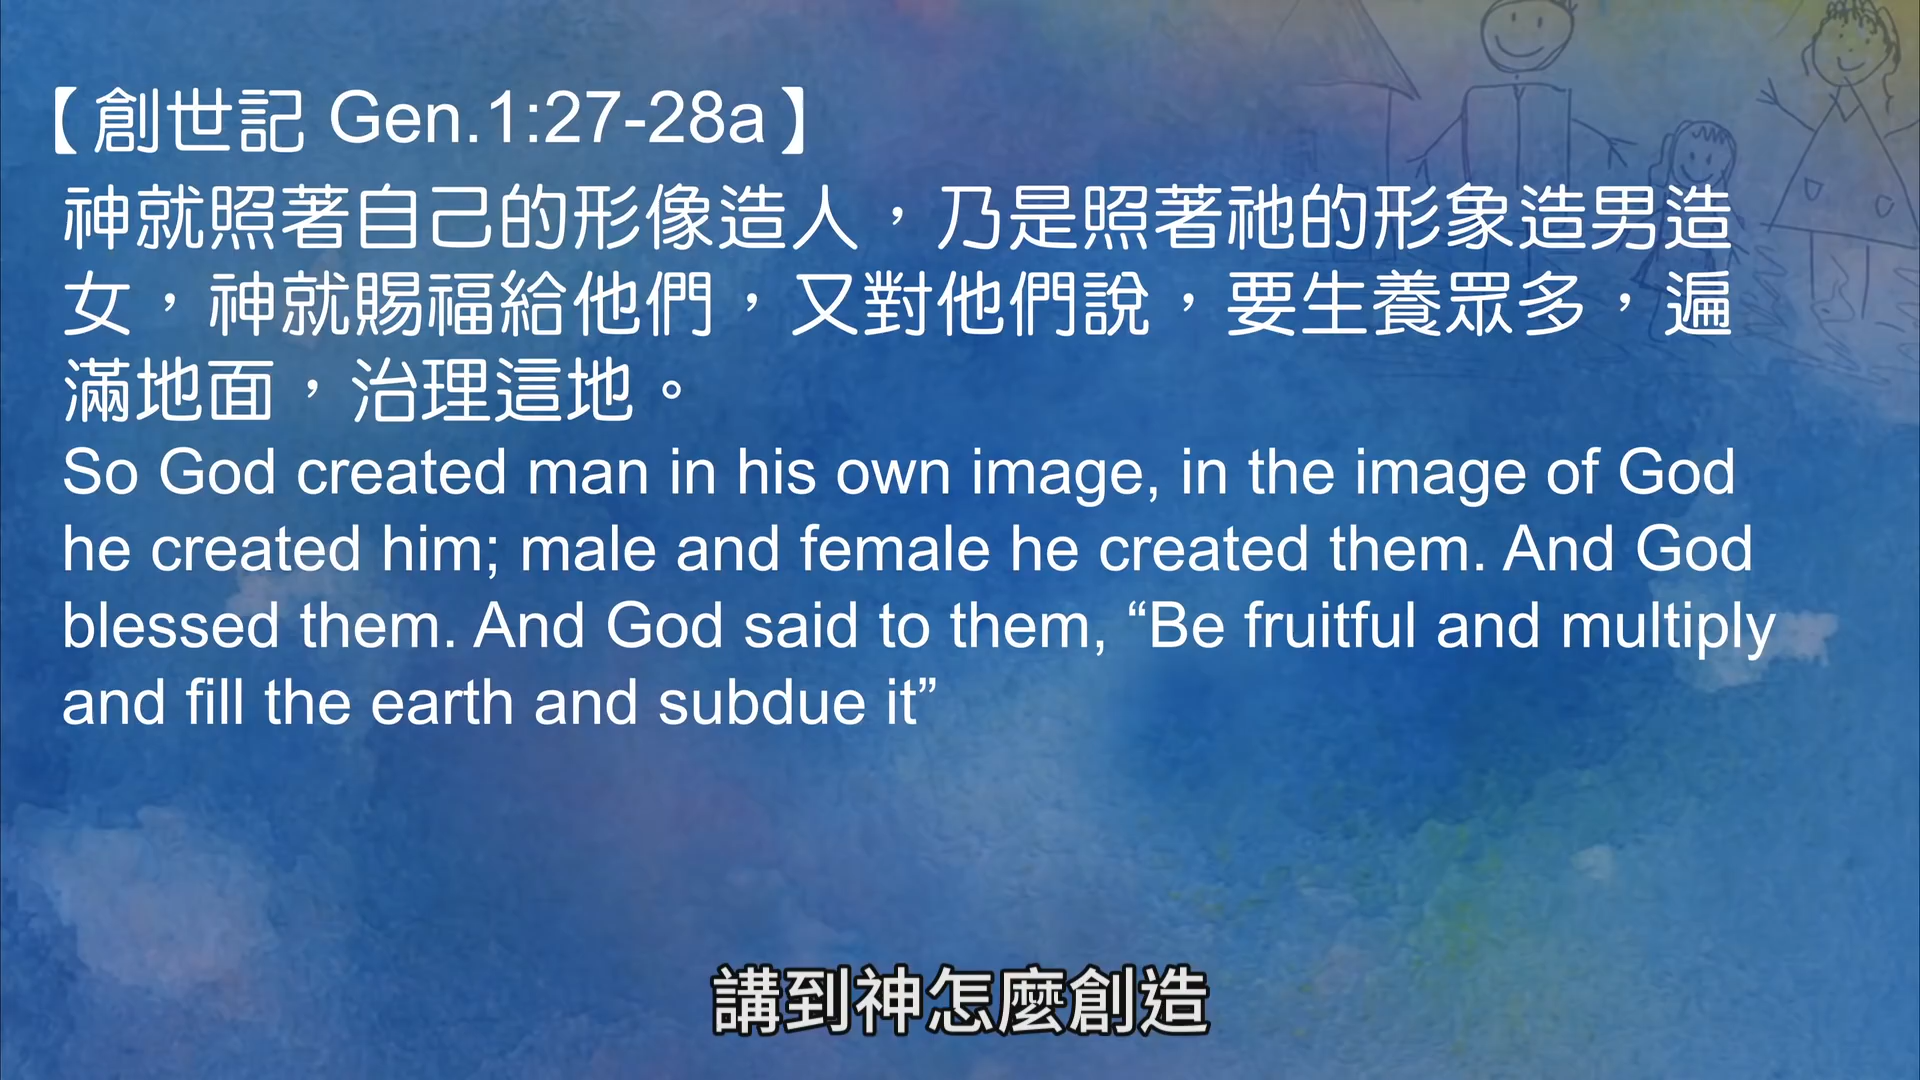 【創世記 Gen.1:27-28a】
神就照著自己的形像造人，乃是照著祂的形象造男造
女，神就賜福給他們，又對他們說，要生養眾多，遍
滿地面，治理這地。
So God created man in his own image, in the image of God
he created him; male and female he created them. And God
blessed them. And God said to them, “Be fruitful and multiply
and fill the earth and subdue it”
講到神怎麼創造